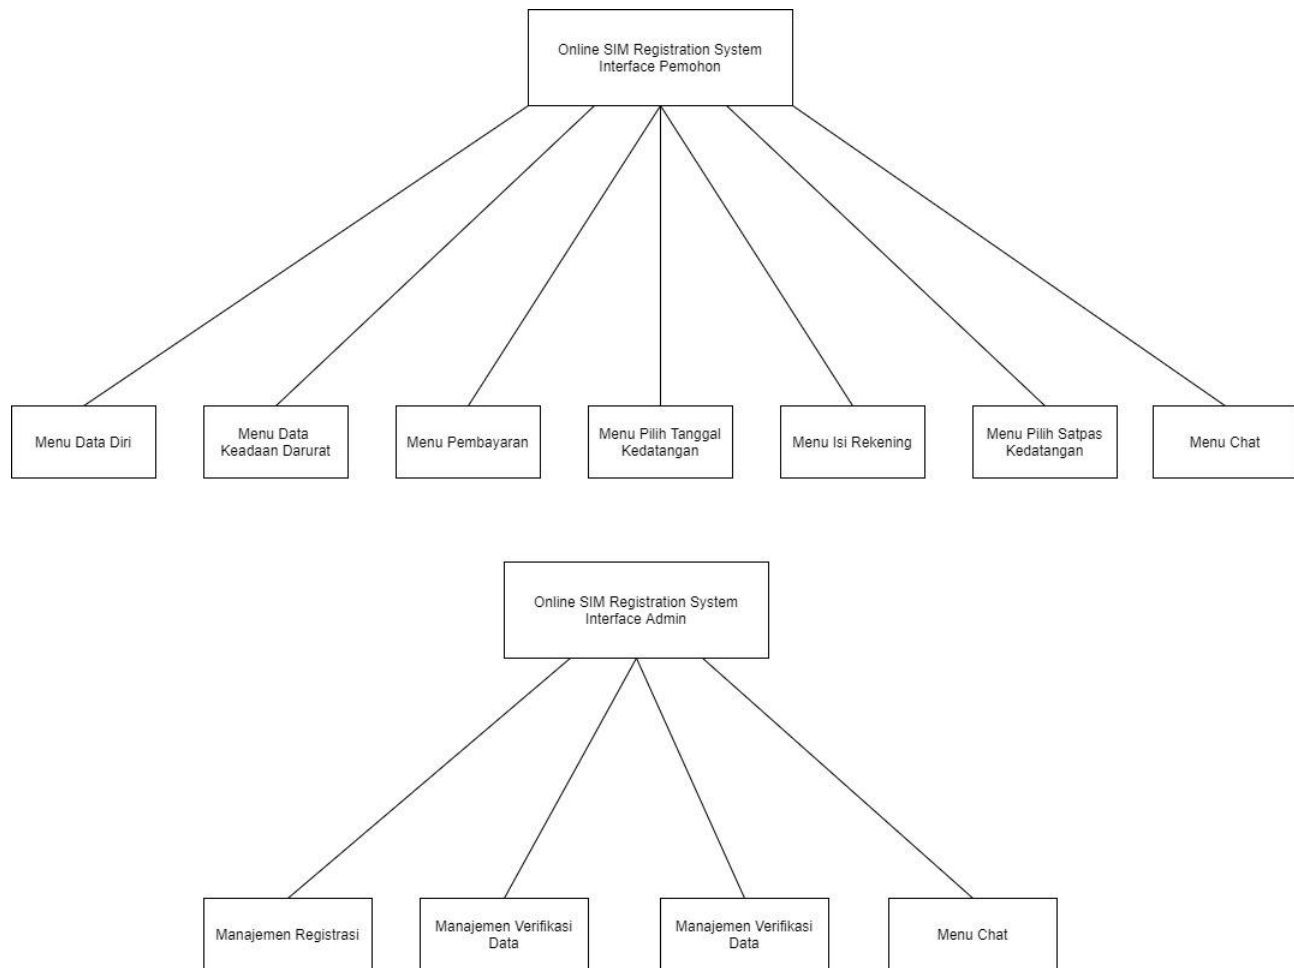 Online SIM Registration System
Interface Pemohon
Menu Data Diri
Menu Data
Keadaan Darurat
Menu Pembayaran
Menu Pilih Tanggal
Kedatangan
Menu Isi Rekening
Menu Pilih Satpas
Kedatangan
Menu Chat
Online SIM Registration System
Interface Admin
Manajemen Registrasi
Manajemen Verifikasi
Data
Manajemen Verifikasi
Data
Menu Chat